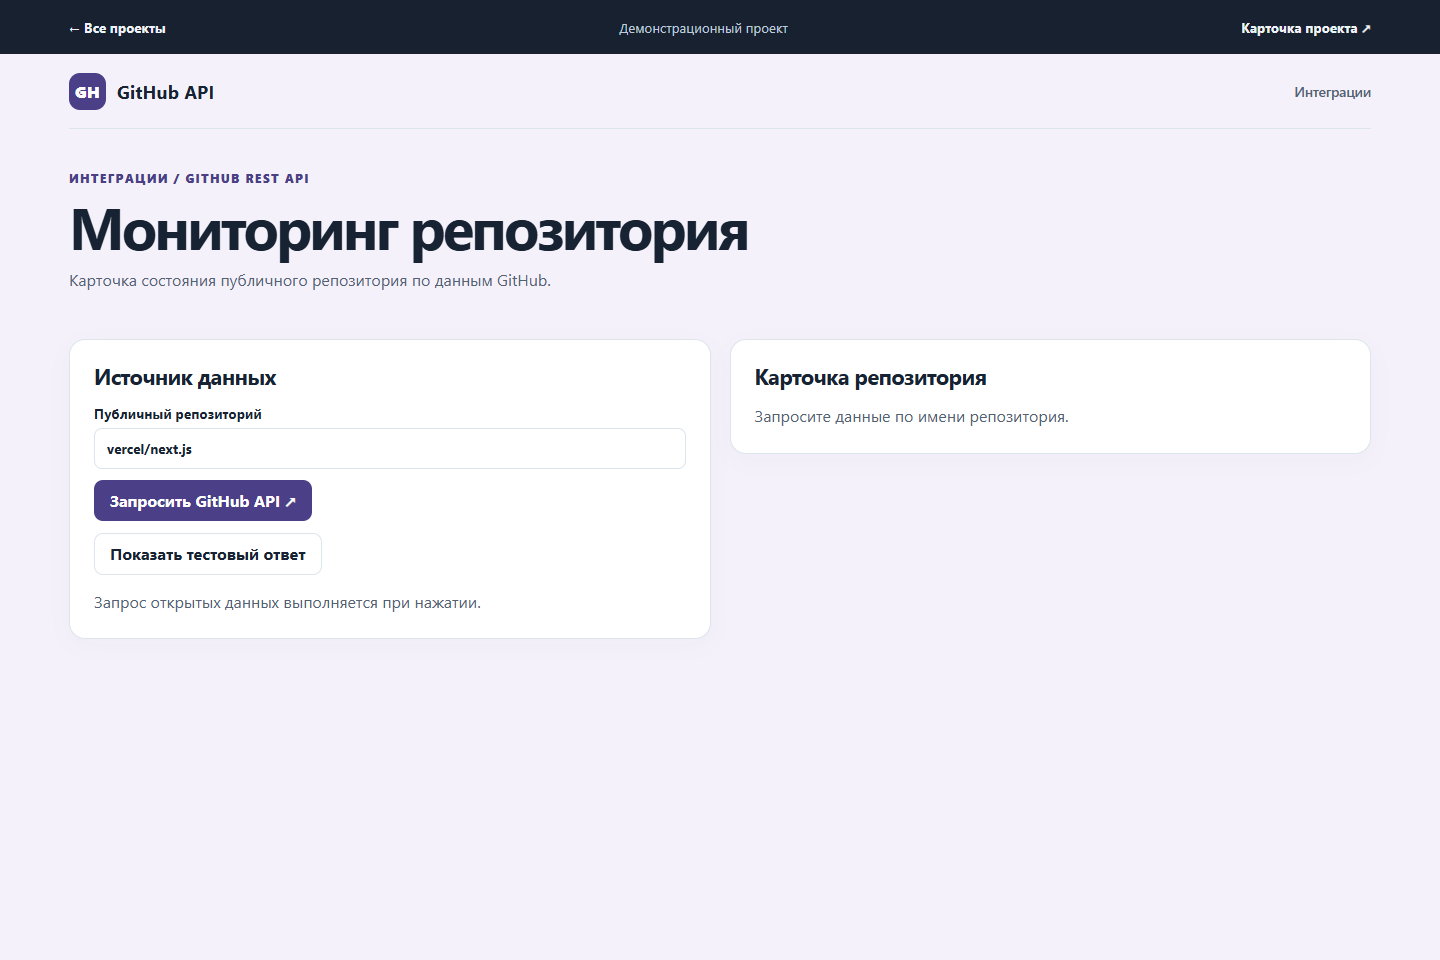 ← Все проекты
Демонстрационный проект
Карточка проекта ↗
GH
GitHub API
Интеграции
ИНТЕГРАЦИИ / GITHUB REST API
Мониторинг репозитория
Карточка состояния публичного репозитория по данным GitHub.
Источник данных
Публичный репозиторий
vercel/next.js
Запросить GitHub API ↗
Показать тестовый ответ
Запрос открытых данных выполняется при нажатии.
Карточка репозитория
Запросите данные по имени репозитория.